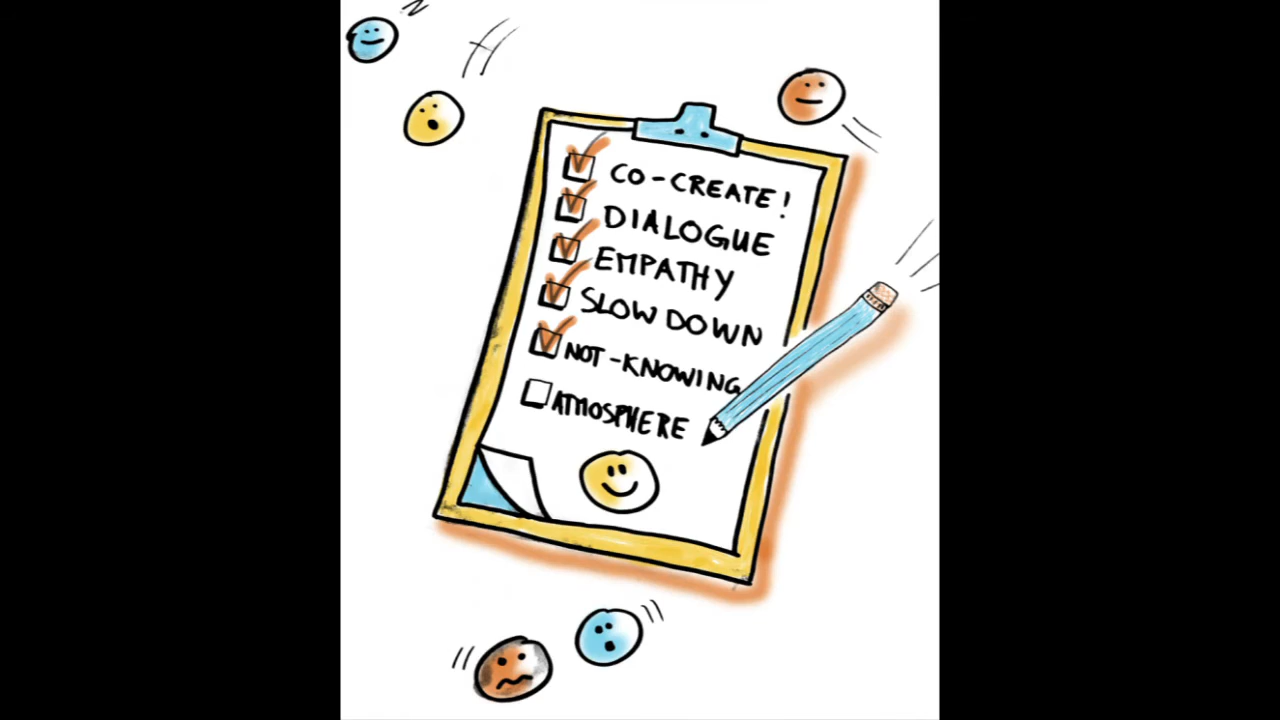 CO-CREATE!
DIALOGUE
EMPATHY
SLOW DOWN
NOT-KNOWING
ATMOSPHERE